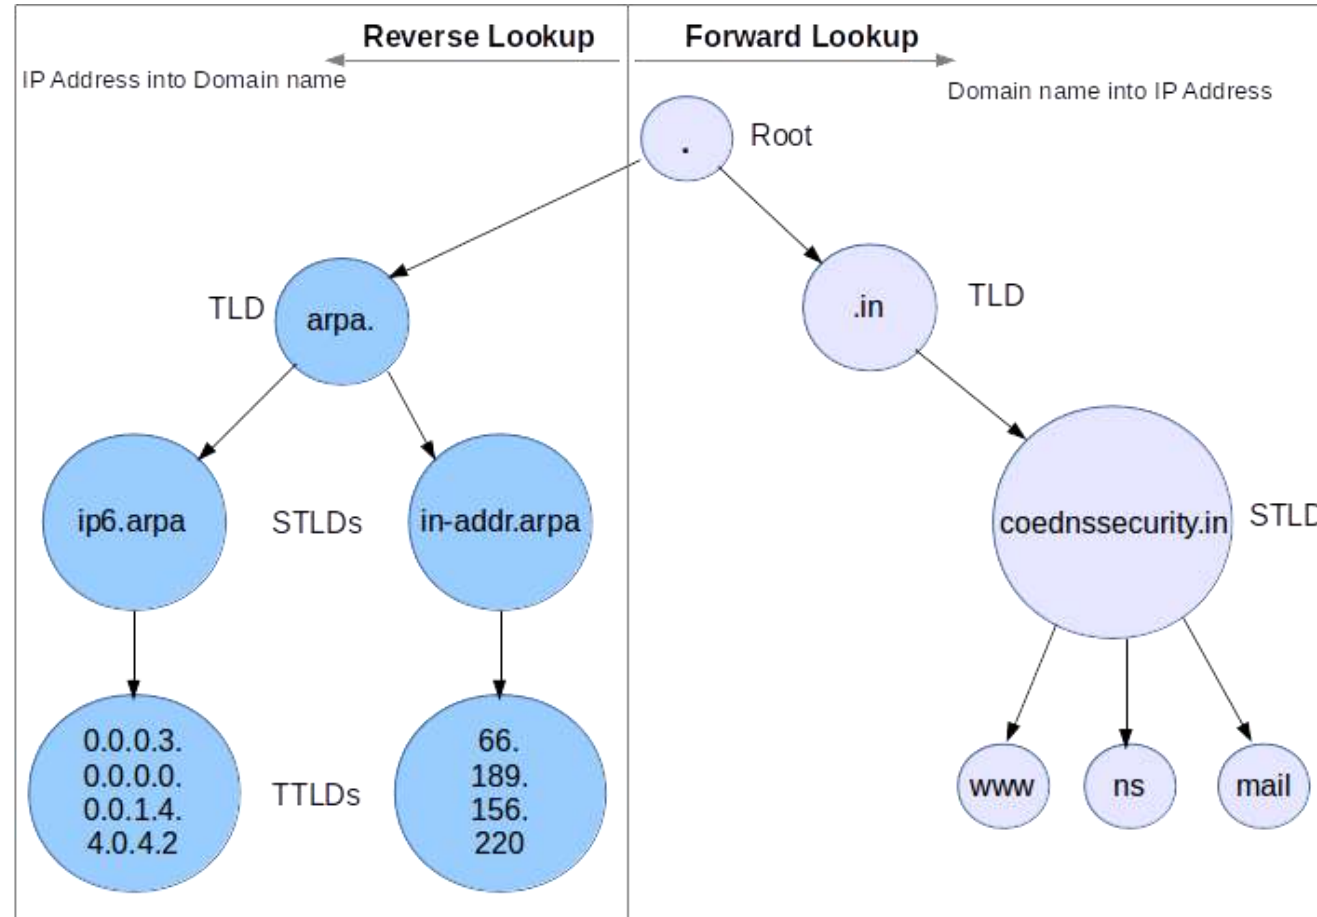 Reverse Lookup
Forward Lookup
IP Address into Domain name
Domain name into IP Address
.
Root
arpa.
TLD
.in
TLD
ip6.arpa
STLDs
in-addr.arpa
coednssecurity.in
STLD
0.0.0.3.
0.0.0.0.
0.0.1.4.
4.0.4.2
TTLDs
66.
189.
156.
220
www
ns
mail